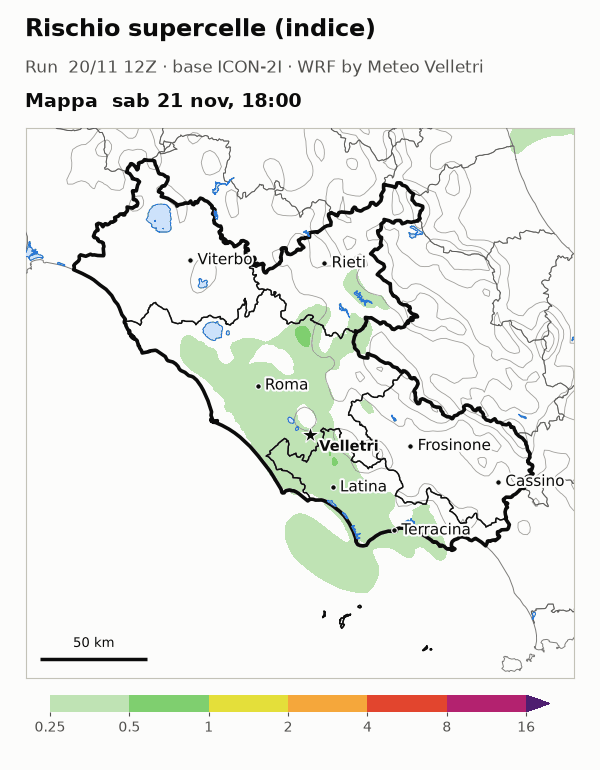 Rischio supercelle (indice)
Run  20/11 12Z · base ICON-2I · WRF by Meteo Velletri
Mappa  sab 21 nov, 18:00
Viterbo
Rieti
Roma
Velletri
Frosinone
Cassino
Latina
Terracina
50 km
0.25 0.5 1 2 4 8 16